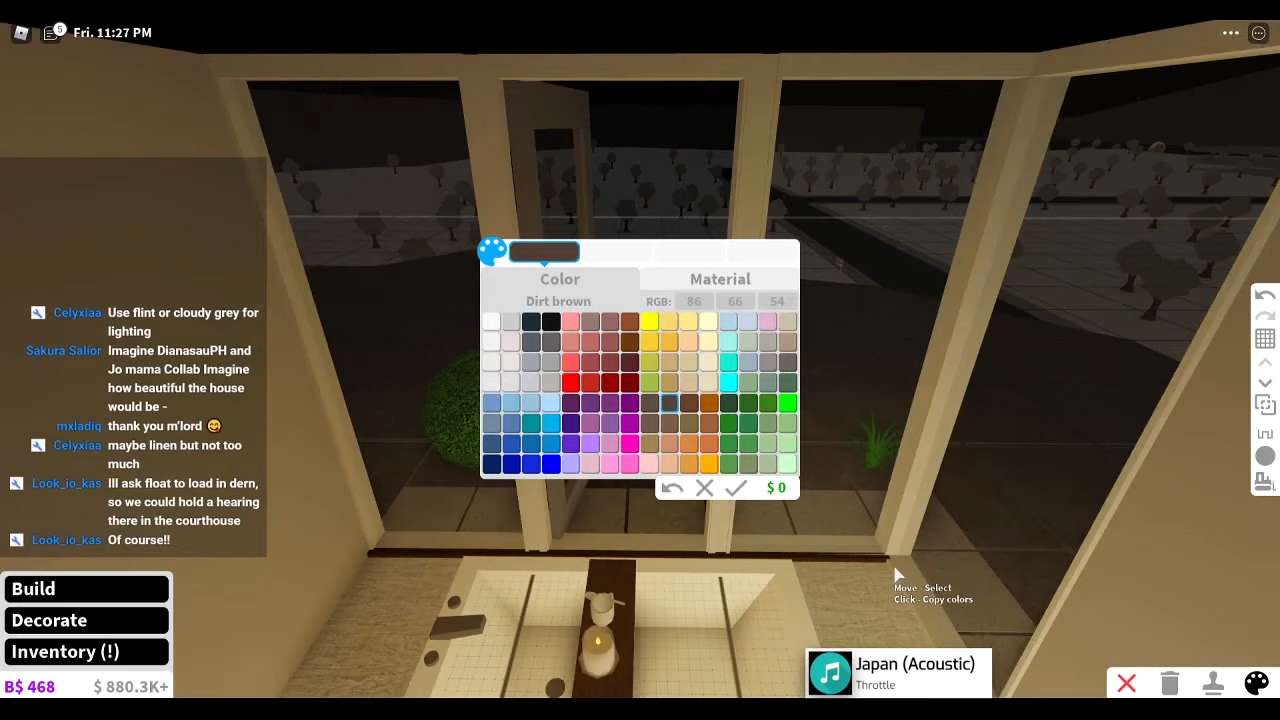 5
Fri. 11:27 PM
Color
Material
Dirt brown
RGB: 86 66 54
$ 0
Celyxiaa Use flint or cloudy grey for
lighting
Sakura Salior Imagine DianasauPH and
Jo mama Collab Imagine
how beautiful the house
would be -
mxladiq thank you m'lord 😋
Celyxiaa maybe linen but not too
much
Look_io_kas Ill ask float to load in dern,
so we could hold a hearing
there in the courthouse
Look_io_kas Of course!!
Move - Select
Click - Copy colors
Build
Decorate
Inventory (!)
B$ 468 $ 880.3K+
Japan (Acoustic)
Throttle